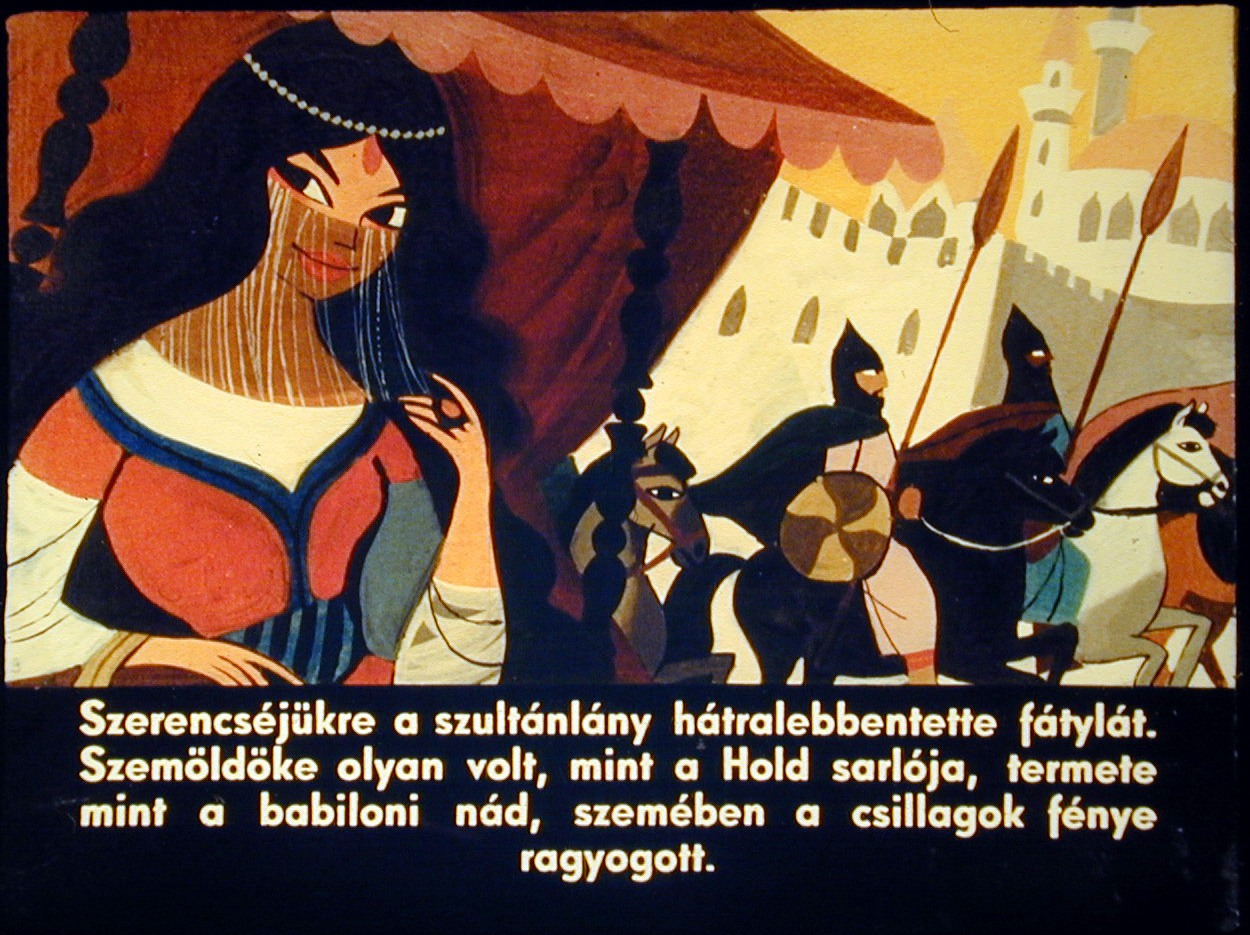 Szerencséjükre a szultánlány hátralebbentette fátylát.
Szemöldöke olyan volt, mint a Hold sarlója, termete
mint a babiloni nád, szemében a csillagok fénye
ragyogott.